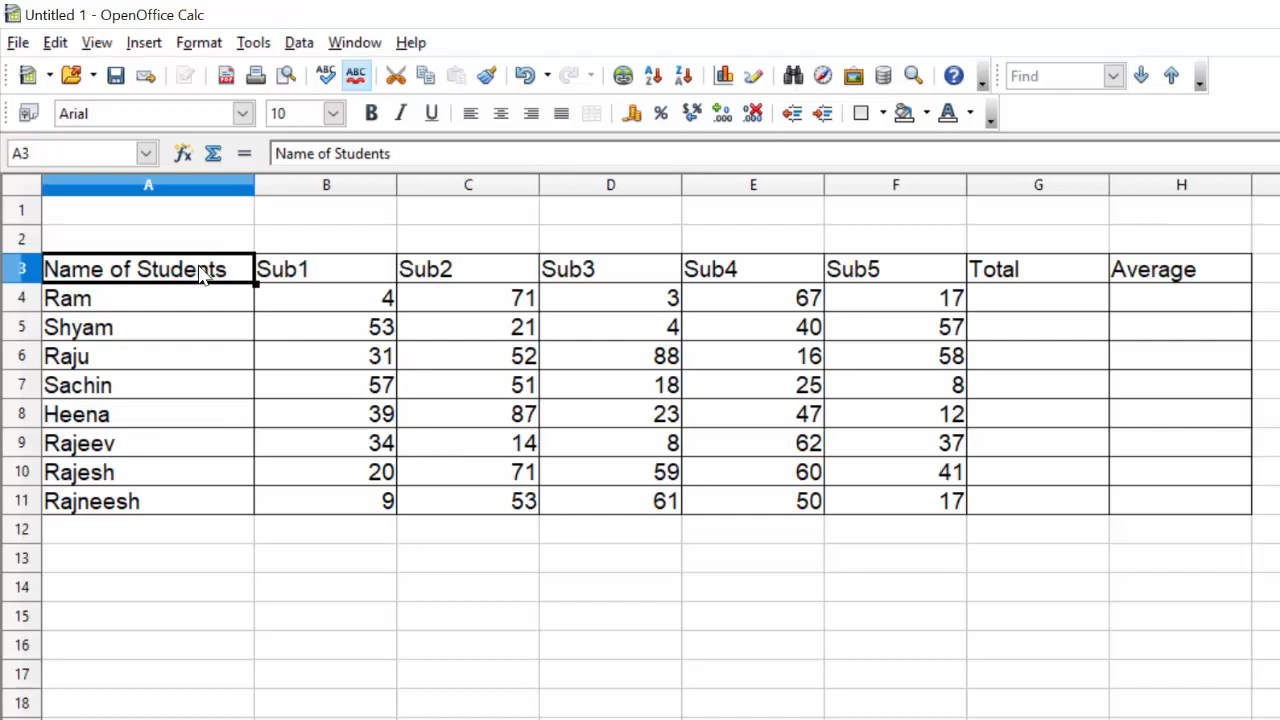 Untitled 1 - OpenOffice Calc
File Edit View Insert Format Tools Data Window Help
Find
Arial 10
A3 Name of Students
A B C D E F G H
1
2
3 Name of Students Sub1 Sub2 Sub3 Sub4 Sub5 Total Average
4 Ram 4 71 3 67 17
5 Shyam 53 21 4 40 57
6 Raju 31 52 88 16 58
7 Sachin 57 51 18 25 8
8 Heena 39 87 23 47 12
9 Rajeev 34 14 8 62 37
10 Rajesh 20 71 59 60 41
11 Rajneesh 9 53 61 50 17
12
13
14
15
16
17
18